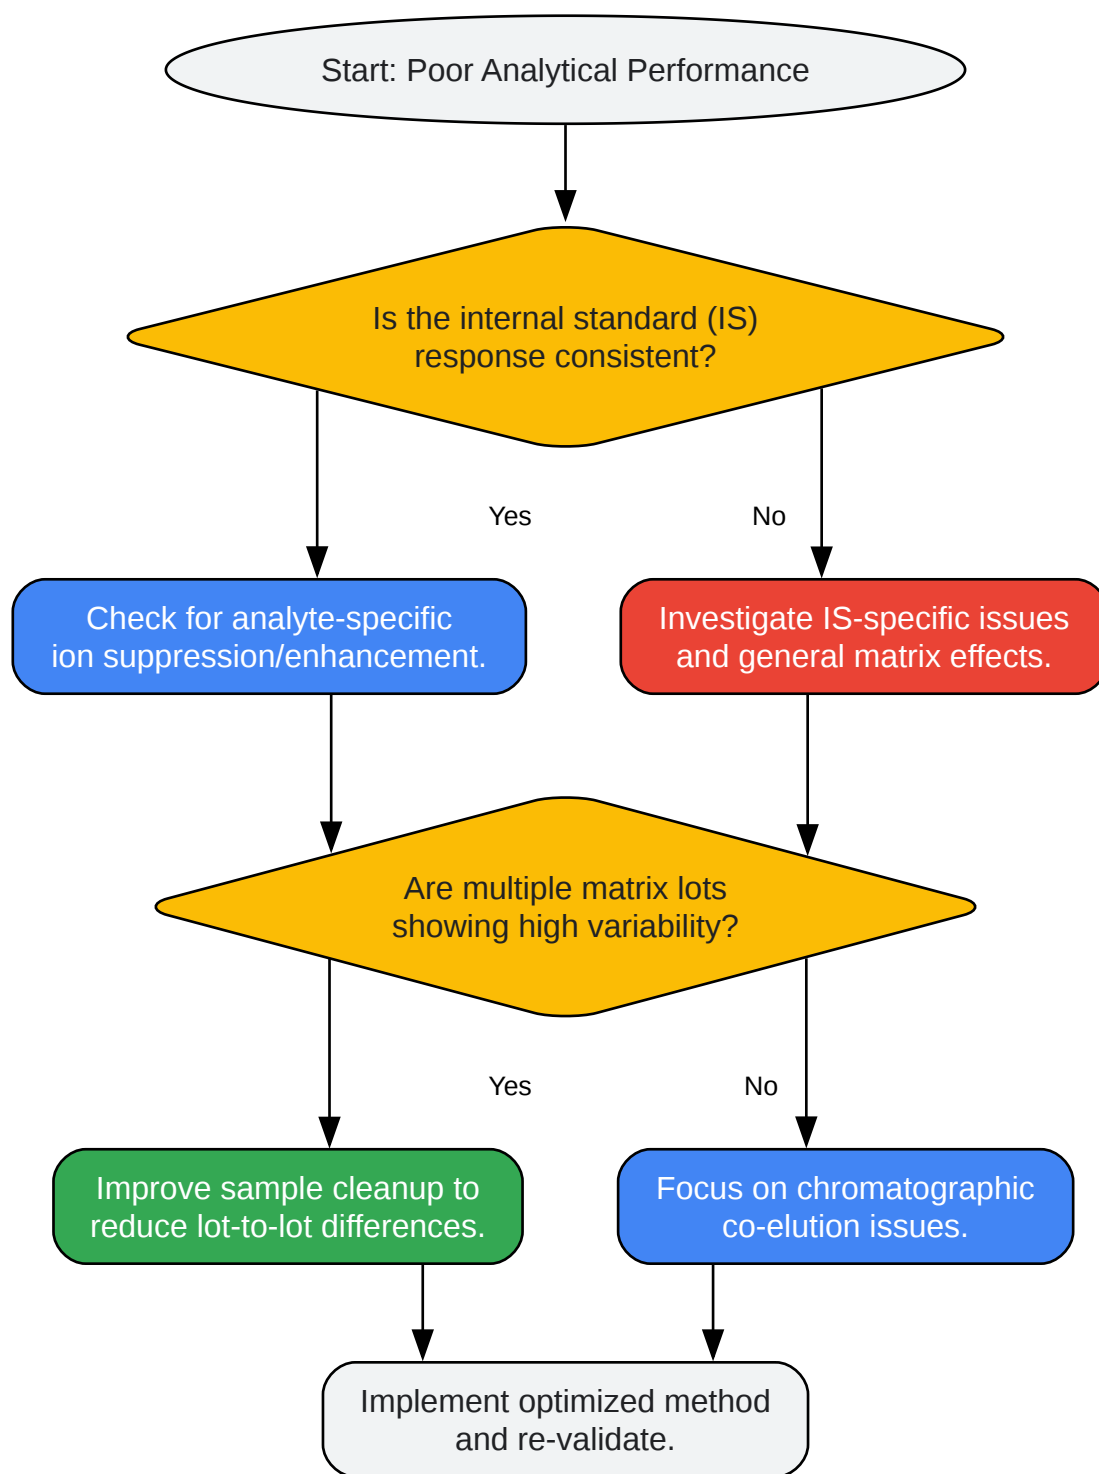 Start: Poor Analytical Performance
Is the internal standard (IS)
response consistent?
Yes
No
Check for analyte-specific
ion suppression/enhancement.
Investigate IS-specific issues
and general matrix effects.
Are multiple matrix lots
showing high variability?
Yes
No
Improve sample cleanup to
reduce lot-to-lot differences.
Focus on chromatographic
co-elution issues.
Implement optimized method
and re-validate.